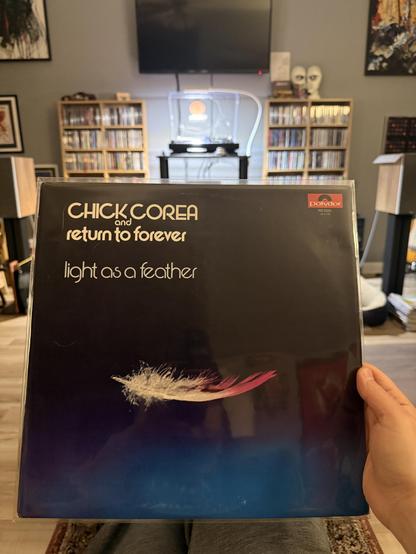 CHICK COREA
and
return to forever
light as a feather
polydor